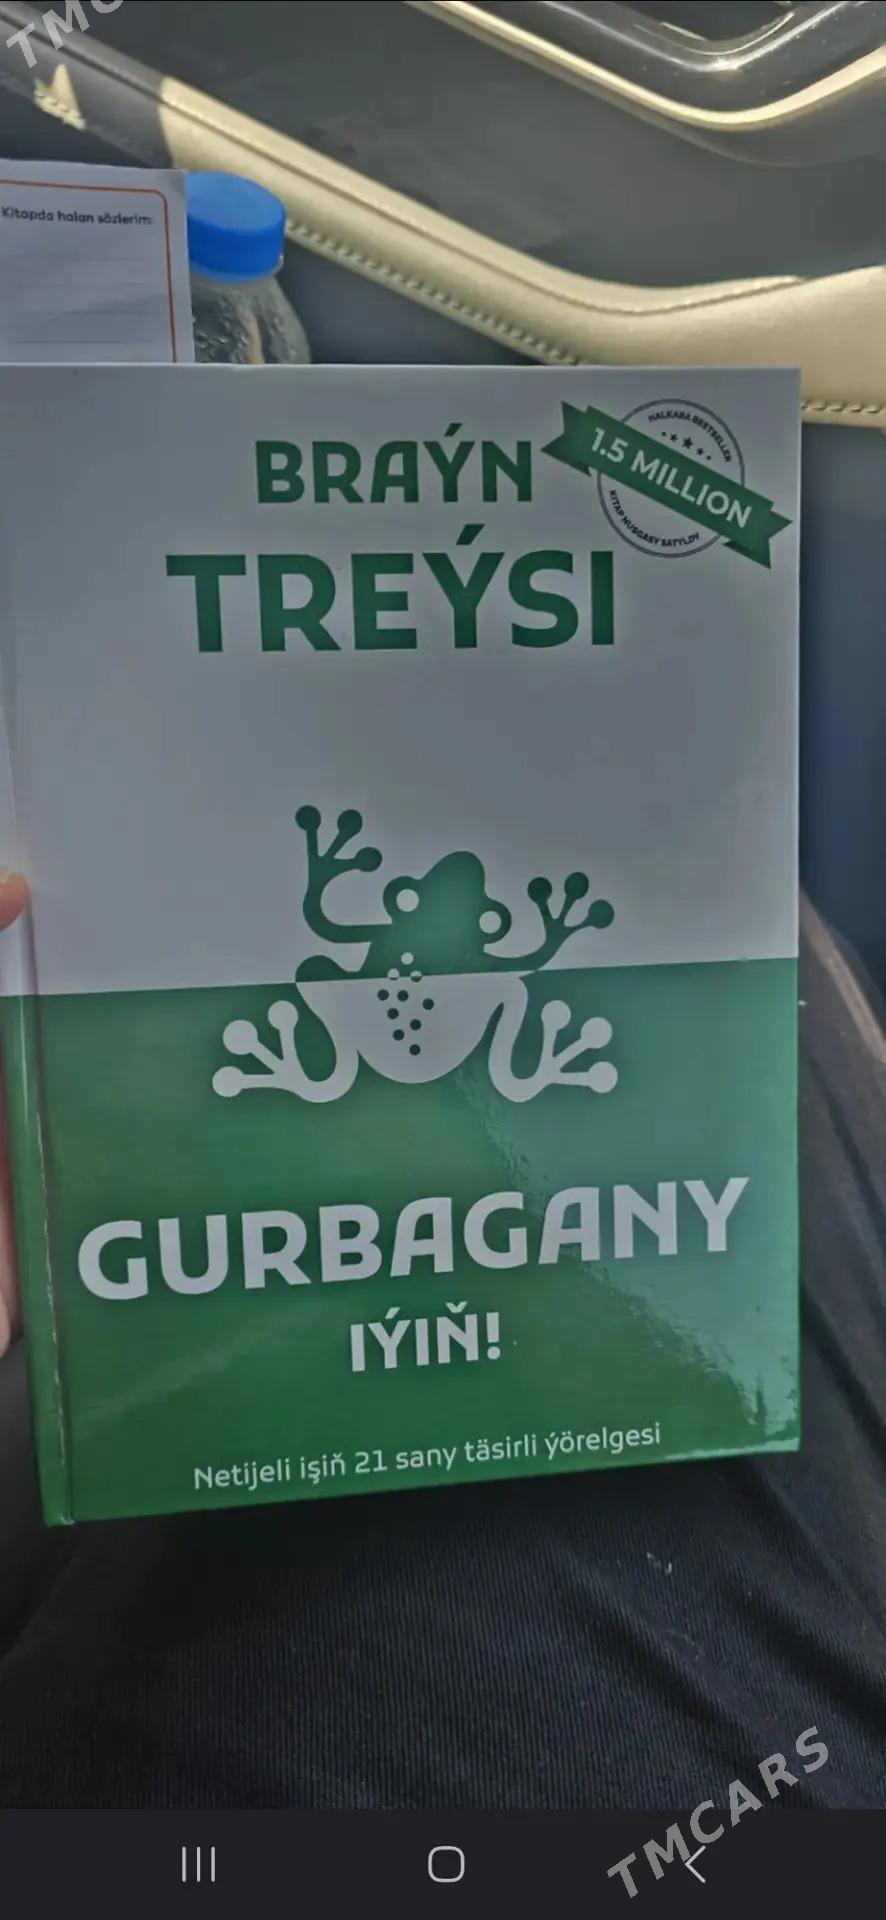 TMC
Kitapda halan sözlerim:
BRAÝN
TREÝSI
HALKARA BESTSELLER
1.5 MILLION
KITAP NUSGASY SATYLDY
GURBAGANY
IÝIŇ!
Netijeli işiň 21 sany täsirli ýörelgesi
TMCARS